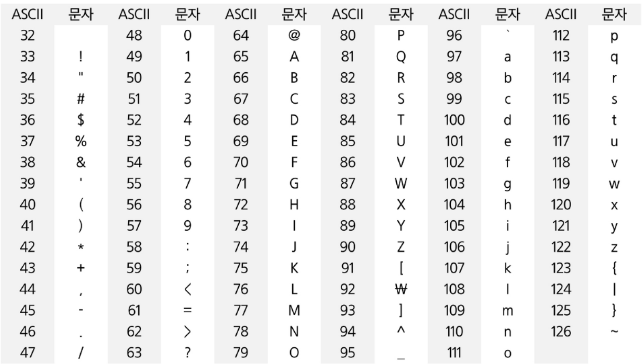 ASCII 문자 ASCII 문자 ASCII 문자 ASCII 문자 ASCII 문자 ASCII 문자
32 48 0 64 @ 80 P 96 ` 112 p
33 ! 49 1 65 A 81 Q 97 a 113 q
34 " 50 2 66 B 82 R 98 b 114 r
35 # 51 3 67 C 83 S 99 c 115 s
36 $ 52 4 68 D 84 T 100 d 116 t
37 % 53 5 69 E 85 U 101 e 117 u
38 & 54 6 70 F 86 V 102 f 118 v
39 ' 55 7 71 G 87 W 103 g 119 w
40 ( 56 8 72 H 88 X 104 h 120 x
41 ) 57 9 73 I 89 Y 105 i 121 y
42 * 58 : 74 J 90 Z 106 j 122 z
43 + 59 ; 75 K 91 [ 107 k 123 {
44 , 60 < 76 L 92 ₩ 108 l 124 |
45 - 61 = 77 M 93 ] 109 m 125 }
46 . 62 > 78 N 94 ^ 110 n 126 ~
47 / 63 ? 79 O 95 _ 111 o